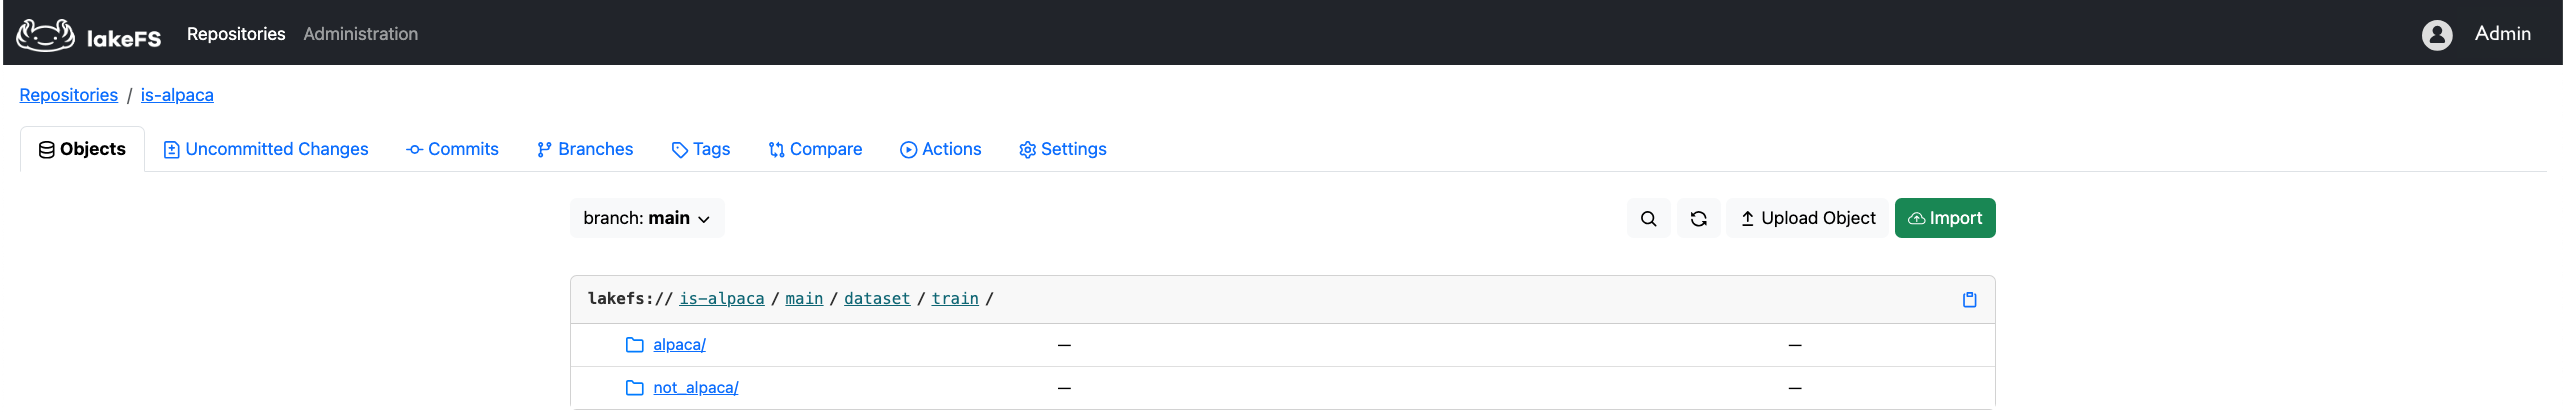 lakeFS Repositories Administration Admin
Repositories / is-alpaca
Objects Uncommitted Changes Commits Branches Tags Compare Actions Settings
branch: main Upload Object Import
lakefs:// is-alpaca / main / dataset / train /
alpaca/ — —
not_alpaca/ — —